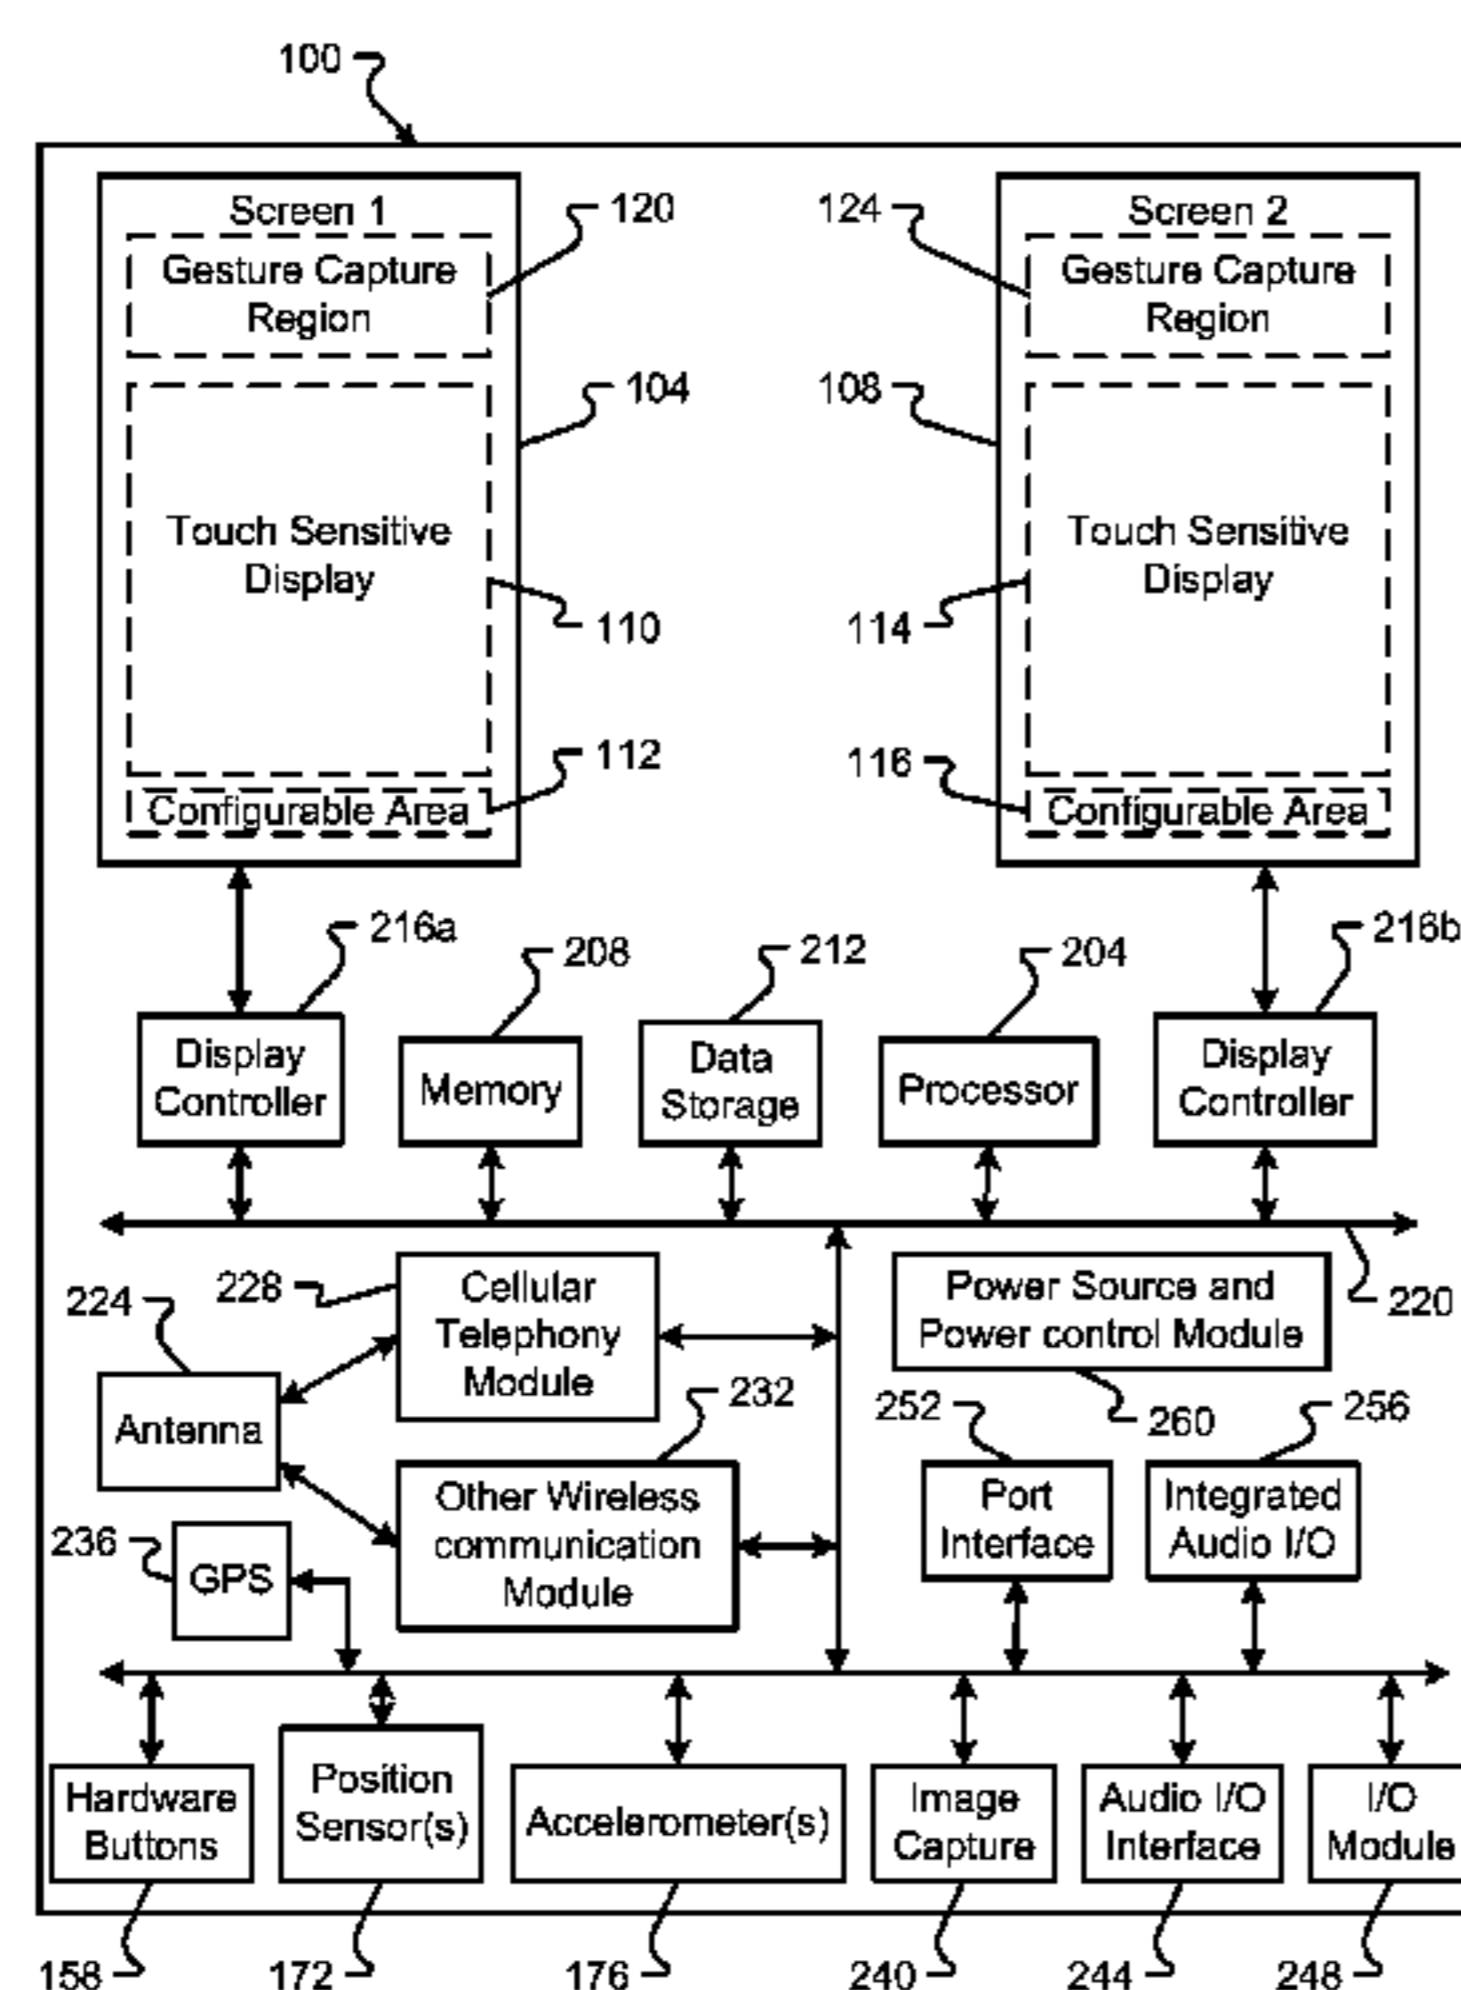 100
Screen 1
Gesture Capture
Region
120
124
Screen 2
Gesture Capture
Region
104
108
Touch Sensitive
Display
Touch Sensitive
Display
110
114
112
116
Configurable Area
Configurable Area
216a
208
212
204
216b
Display
Controller
Memory
Data
Storage
Processor
Display
Controller
220
224
228
Cellular
Telephony
Module
Power Source and
Power control Module
260
Antenna
232
252
256
Other Wireless
communication
Module
Port
Interface
Integrated
Audio I/O
236
GPS
Hardware
Buttons
Position
Sensor(s)
Accelerometer(s)
Image
Capture
Audio I/O
Interface
I/O
Module
158
172
176
240
244
248